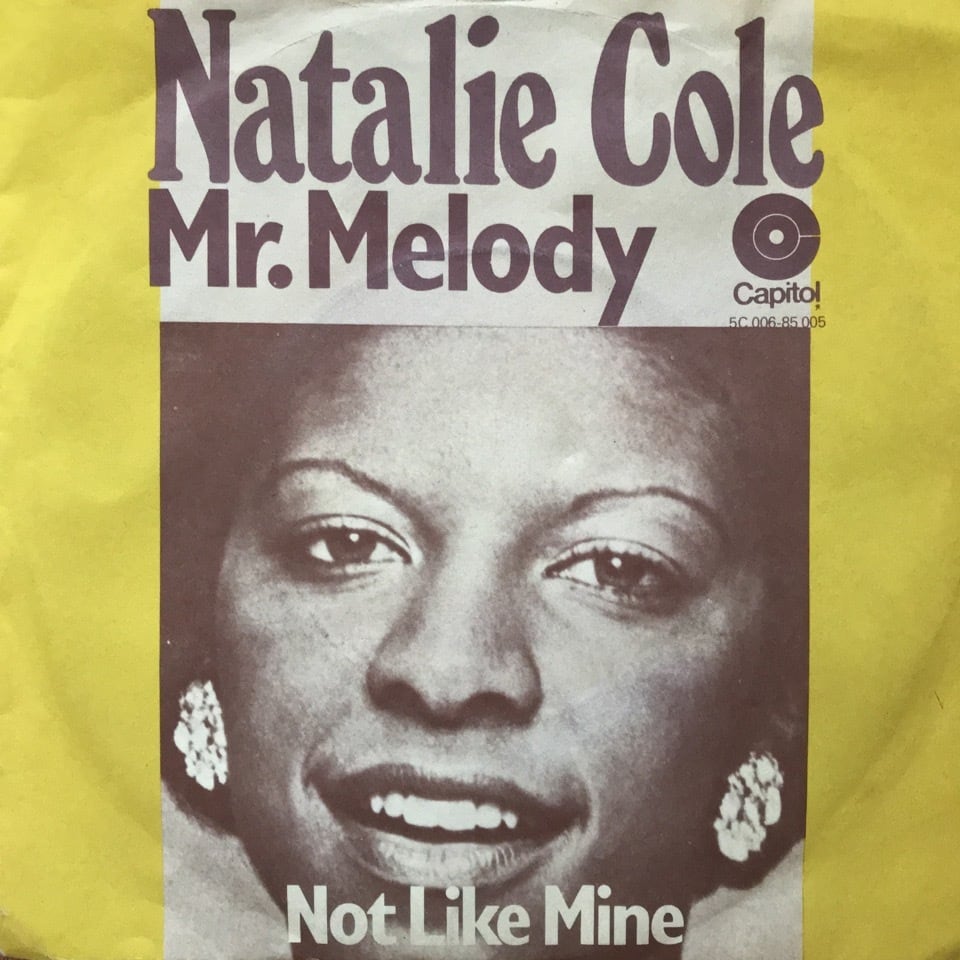 Natalie Cole
Mr. Melody
Capitol
5C 006-85 005
Not Like Mine